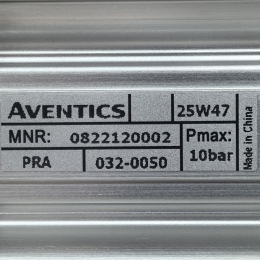 AVENTICS 25W47
MNR: 0822120002 Pmax:
PRA 032-0050 10bar
Made in China